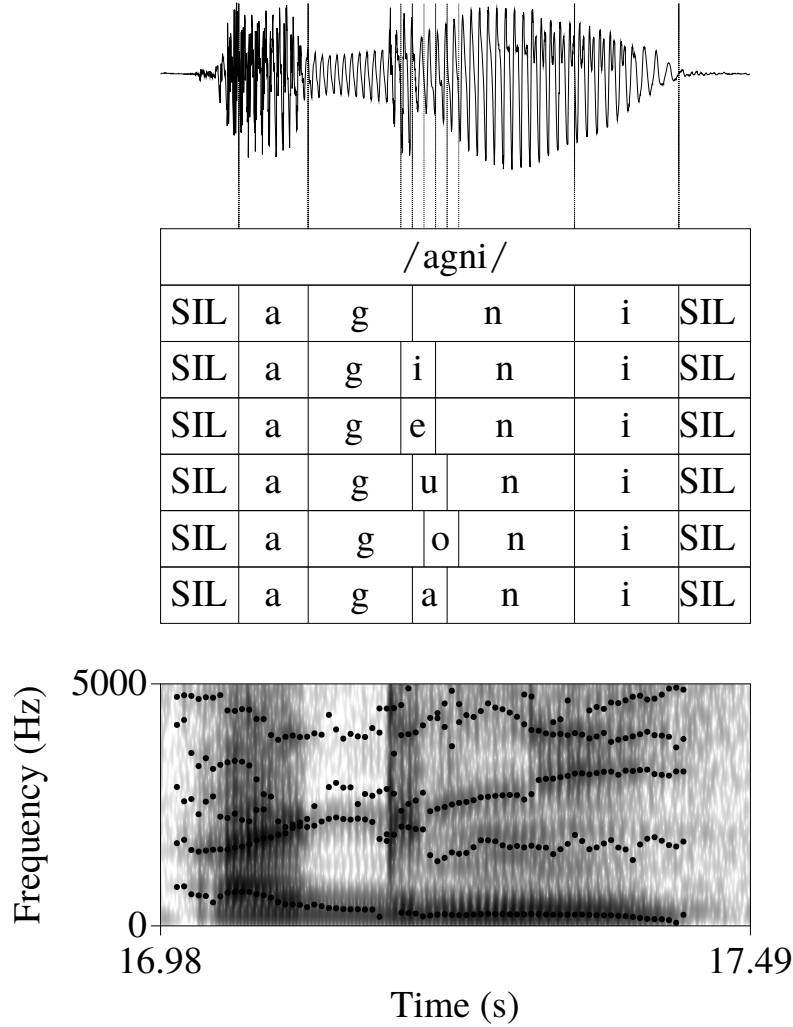 /agni/
SIL a g n i SIL
SIL a g i n i SIL
SIL a g e n i SIL
SIL a g u n i SIL
SIL a g o n i SIL
SIL a g a n i SIL
5000
Frequency (Hz)
0
16.98 17.49
Time (s)